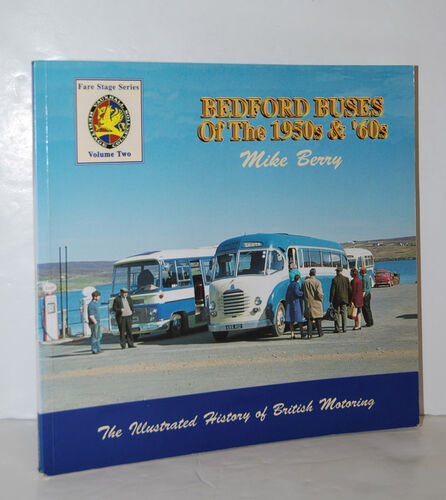 Fare Stage Series
Volume Two
BEDFORD BUSES
Of The 1950s & '60s
Mike Berry
The Illustrated History of British Motoring